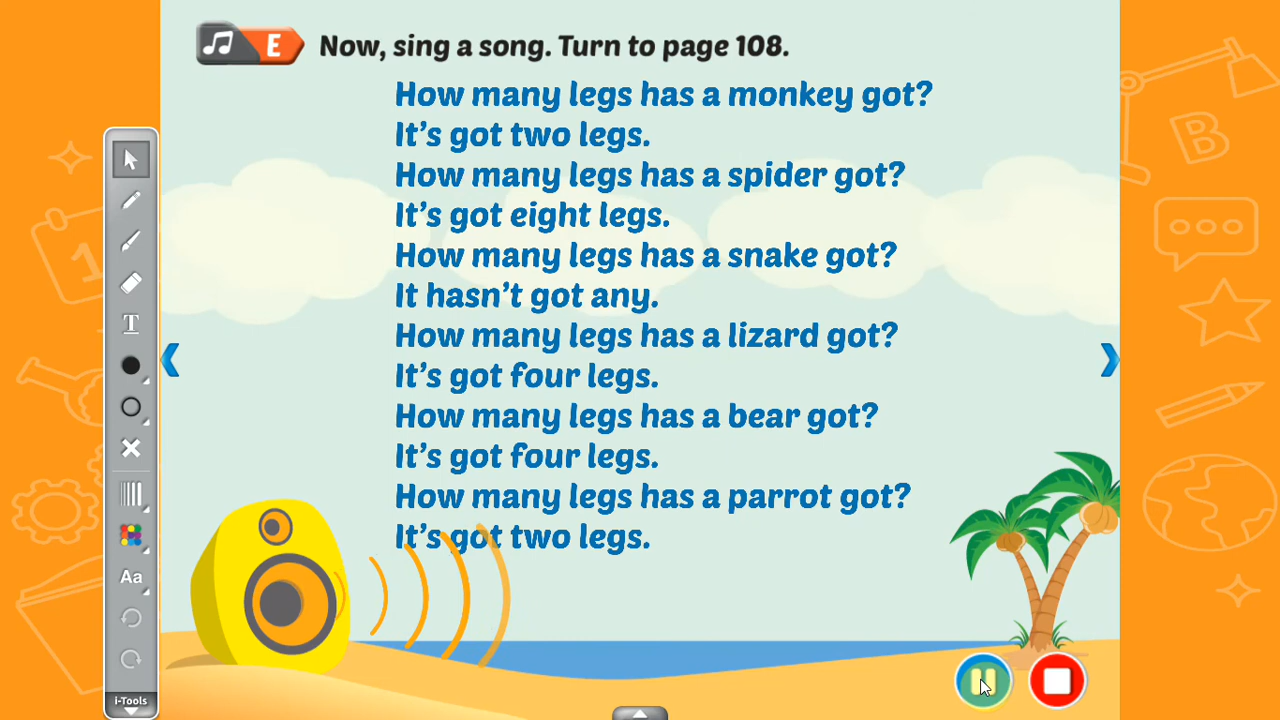 E Now, sing a song. Turn to page 108.
How many legs has a monkey got?
It's got two legs.
How many legs has a spider got?
It's got eight legs.
How many legs has a snake got?
It hasn't got any.
How many legs has a lizard got?
It's got four legs.
How many legs has a bear got?
It's got four legs.
How many legs has a parrot got?
It's got two legs.
T
Aa
i-Tools
1
B